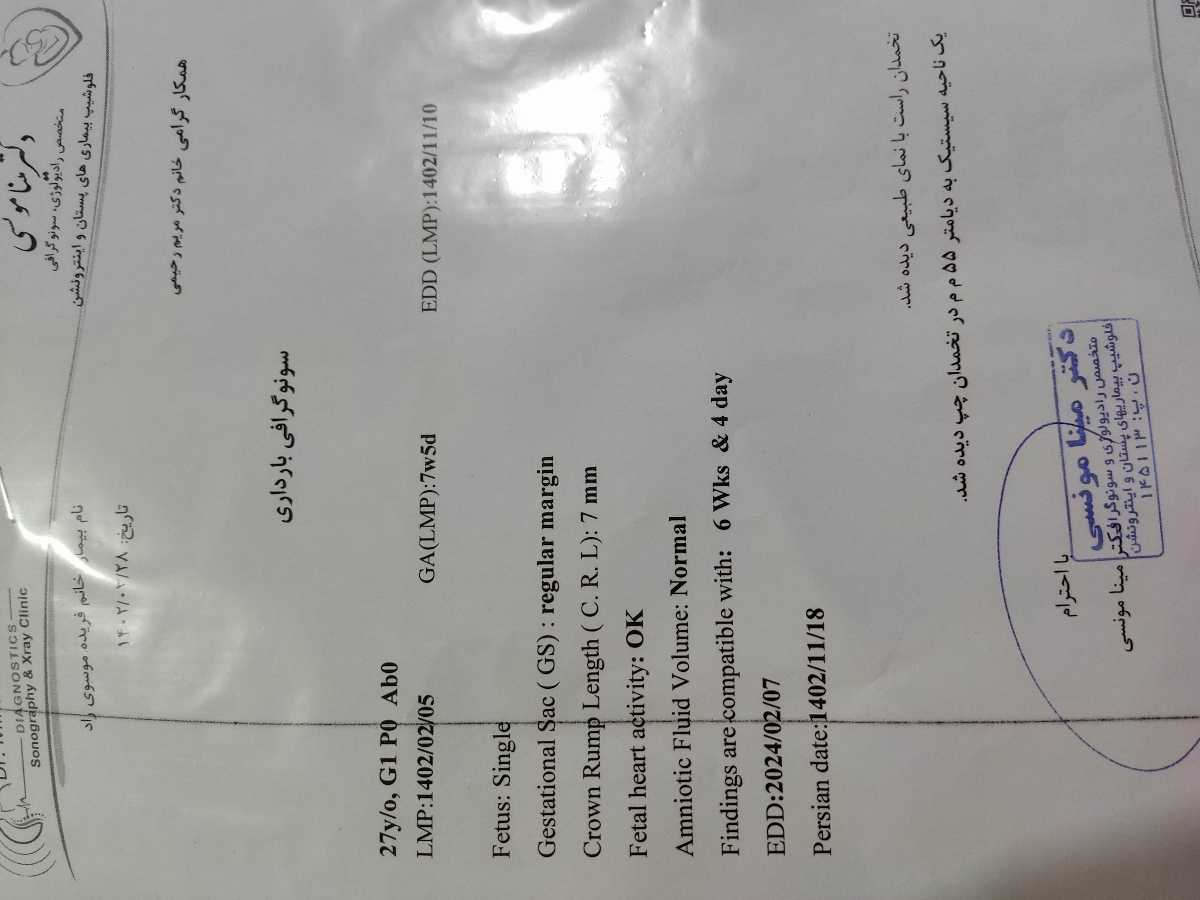 دکتر مینا مونسی
متخصص رادیولوژی، سونوگرافی
فلوشیپ بیماری های پستان و اینترونشن
DIAGNOSTICS
Sonography & Xray Clinic
نام بیمار: خانم فریده موسوی راد
تاریخ: ۱۴۰۲/۰۳/۲۸
همکار گرامی خانم دکتر مریم رحیمی
سونوگرافی بارداری
27y/o, G1 P0 Ab0
LMP:1402/02/05 GA(LMP):7w5d EDD (LMP):1402/11/10
Fetus: Single
Gestational Sac ( GS) : regular margin
Crown Rump Length ( C. R. L): 7 mm
Fetal heart activity: OK
Amniotic Fluid Volume: Normal
Findings are compatible with: 6 Wks & 4 day
EDD:2024/02/07
Persian date:1402/11/18
تخمدان راست با نمای طبیعی دیده شد.
یک ناحیه سیستیک به دیامتر ۵۵ م م در تخمدان چپ دیده شد.
با احترام
دکتر مینا مونسی
دکتر مینا مونسی
متخصص رادیولوژی و سونوگرافی
فلوشیپ بیماریهای پستان و اینترونشن
ن . پ: ۱۴۵۱۱۳